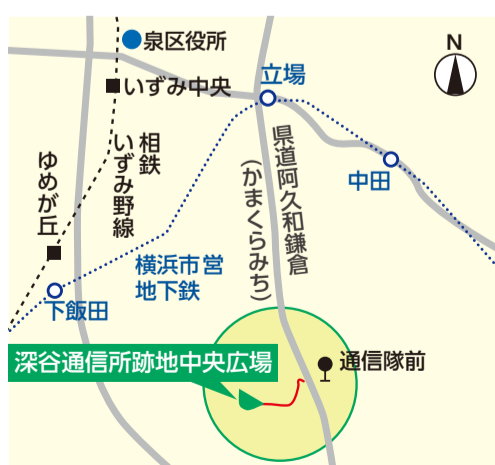 泉区役所
N
いずみ中央
立場
相鉄
いずみ野線
ゆめが丘
中田
県道阿久和鎌倉
(かまくらみち)
横浜市営
地下鉄
下飯田
深谷通信所跡地中央広場
通信隊前